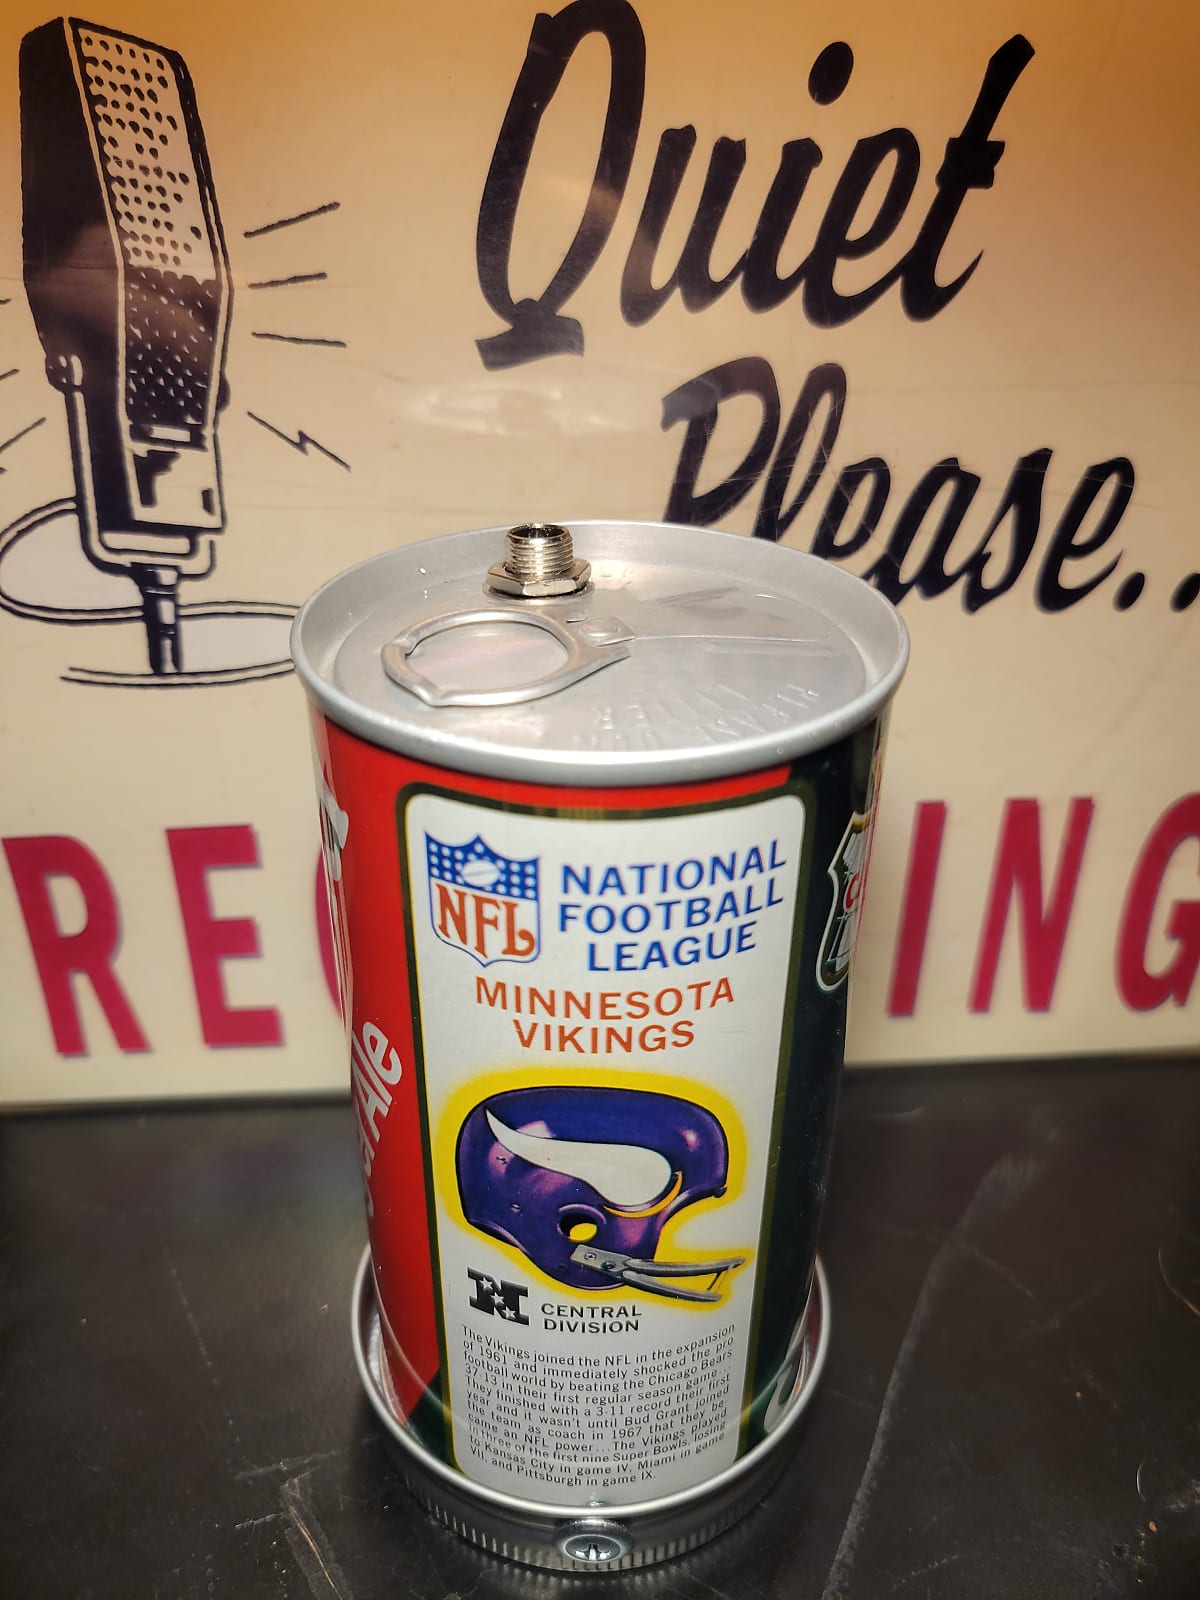 Quiet
Please..
RE
ING
PLEASE DON'T
LITTER
NFL
NATIONAL
FOOTBALL
LEAGUE
MINNESOTA
VIKINGS
N
CENTRAL
DIVISION
The Vikings joined the NFL in the expansion
of 1961 and immediately shocked the pro
football world by beating the Chicago Bears
37-13 in their first regular season game...
They finished with a 3-11 record their first
year and it wasn't until Bud Grant joined
the team as coach in 1967 that they be-
came an NFL power...The Vikings played
in three of the first nine Super Bowls, losing
to Kansas City in game IV, Miami in game
VII, and Pittsburgh in game IX.